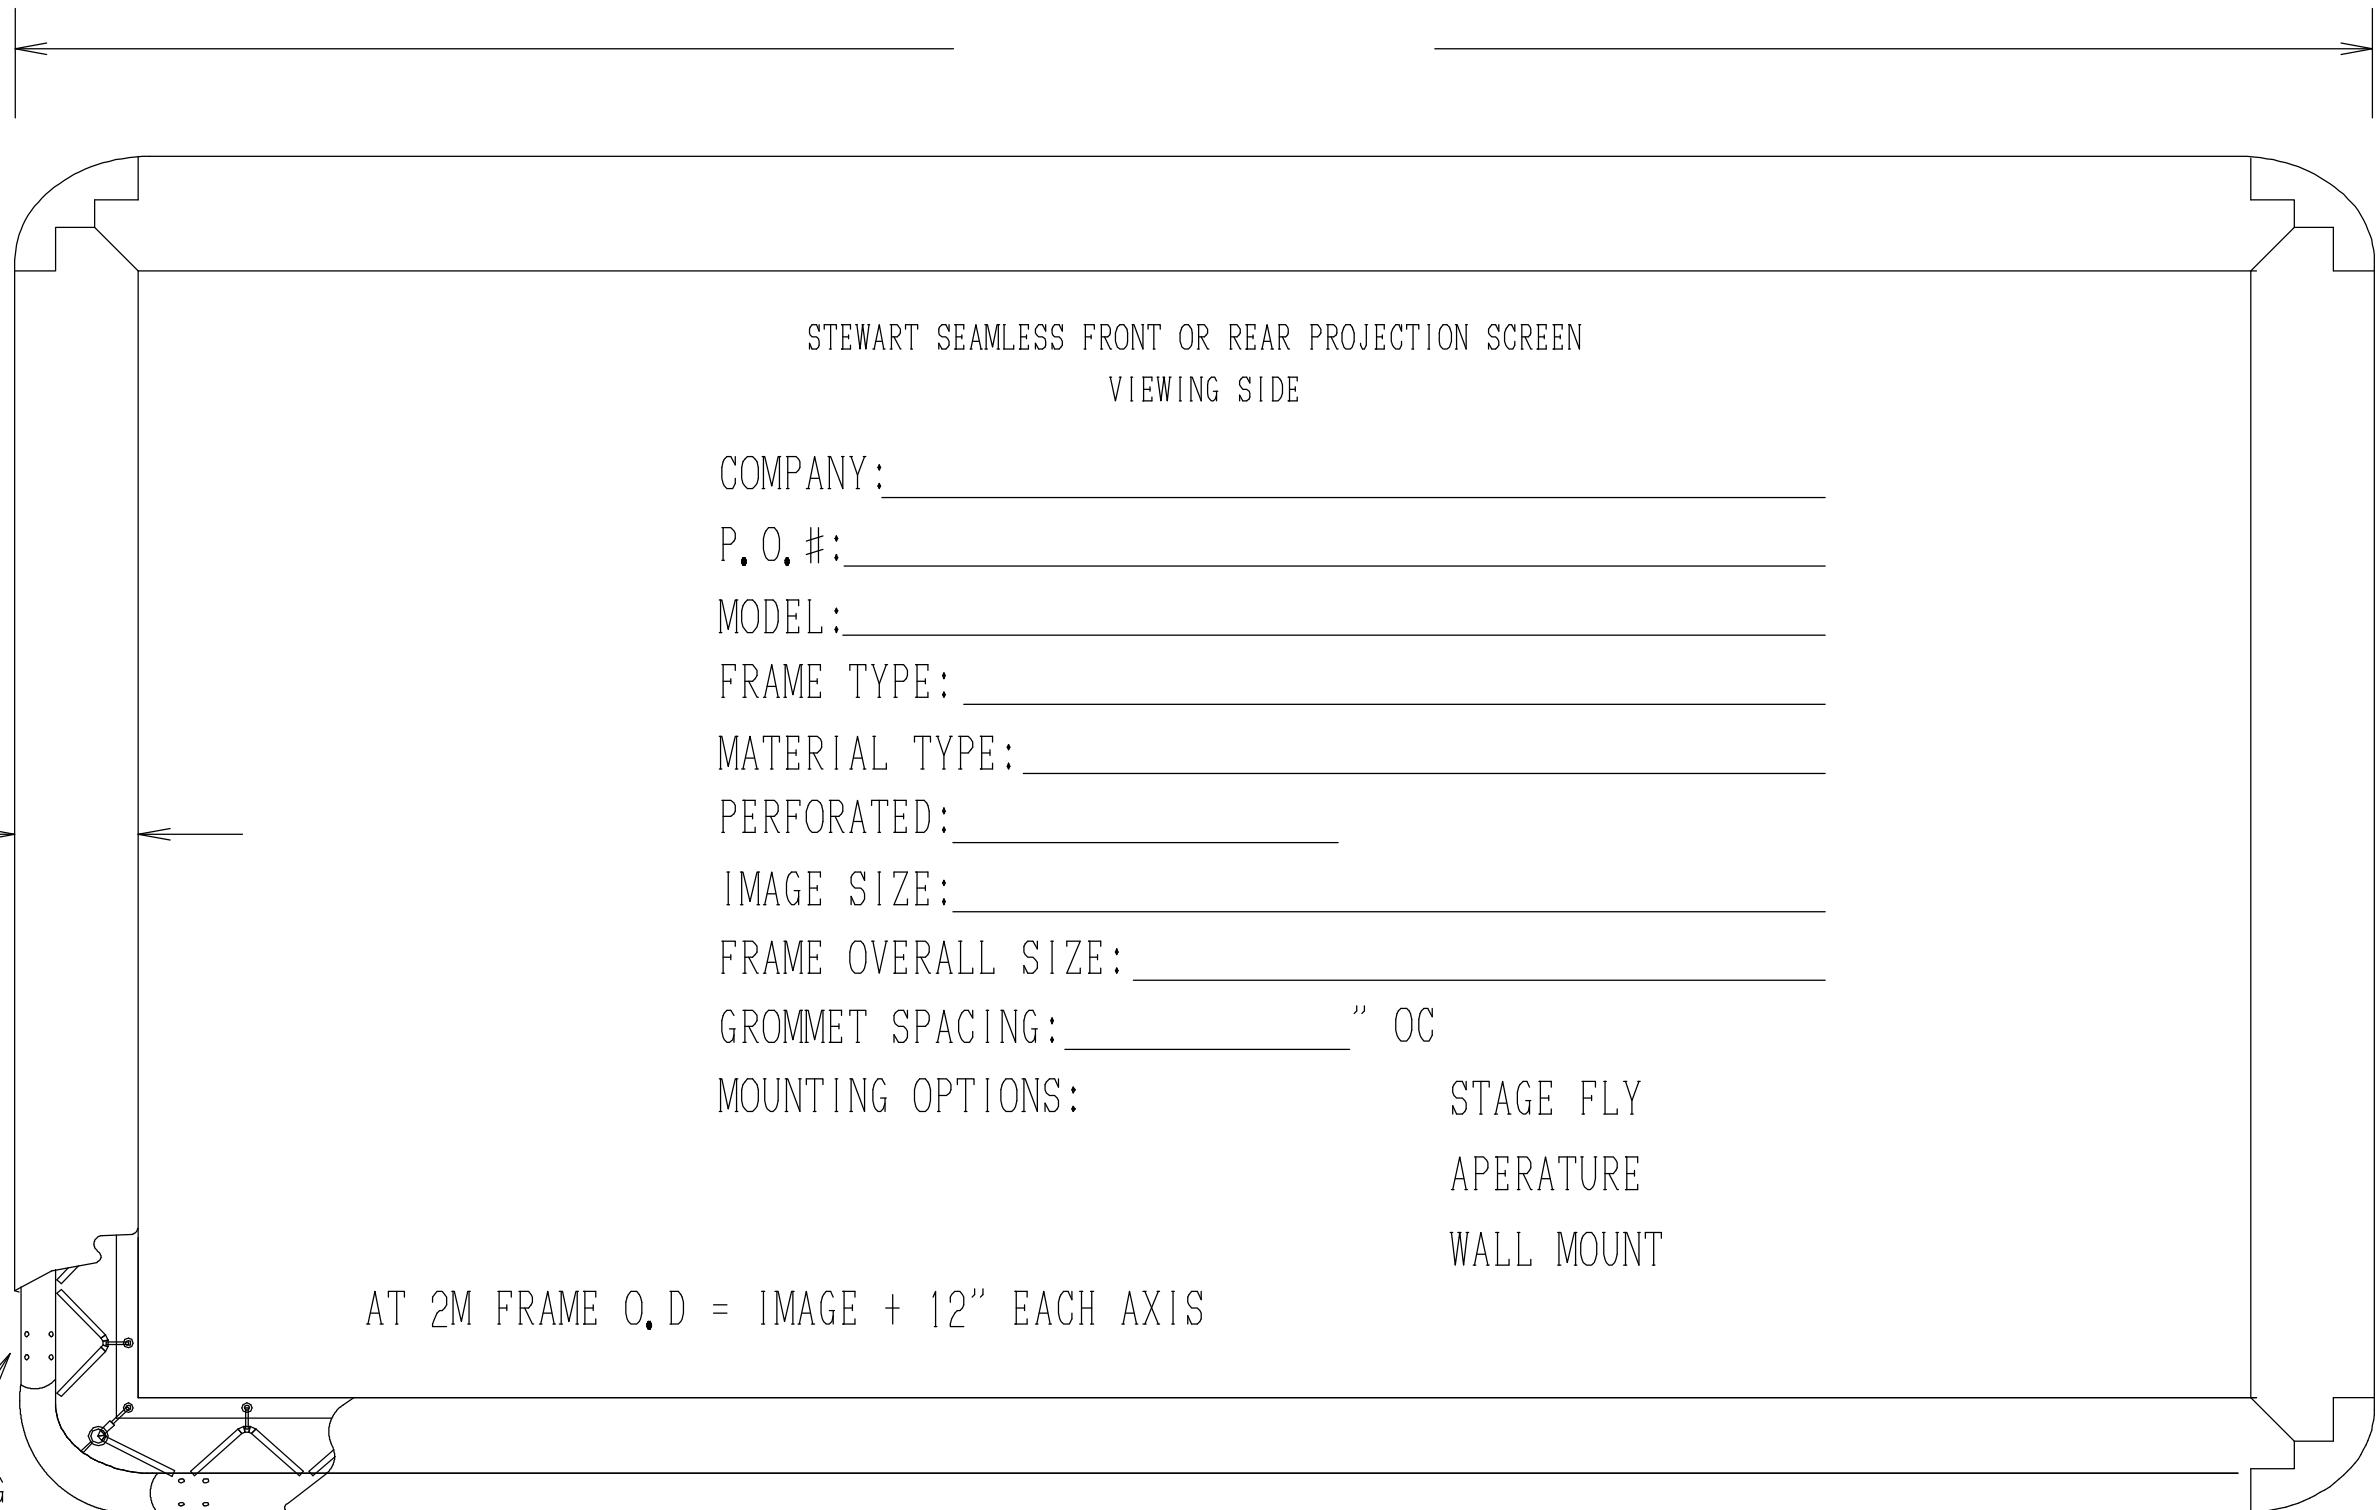 STEWART SEAMLESS FRONT OR REAR PROJECTION SCREEN
VIEWING SIDE
COMPANY:
P.O.#:
MODEL:
FRAME TYPE:
MATERIAL TYPE:
PERFORATED:
IMAGE SIZE:
FRAME OVERALL SIZE:
GROMMET SPACING: " OC
MOUNTING OPTIONS: STAGE FLY
APERATURE
WALL MOUNT
AT 2M FRAME O.D = IMAGE + 12" EACH AXIS